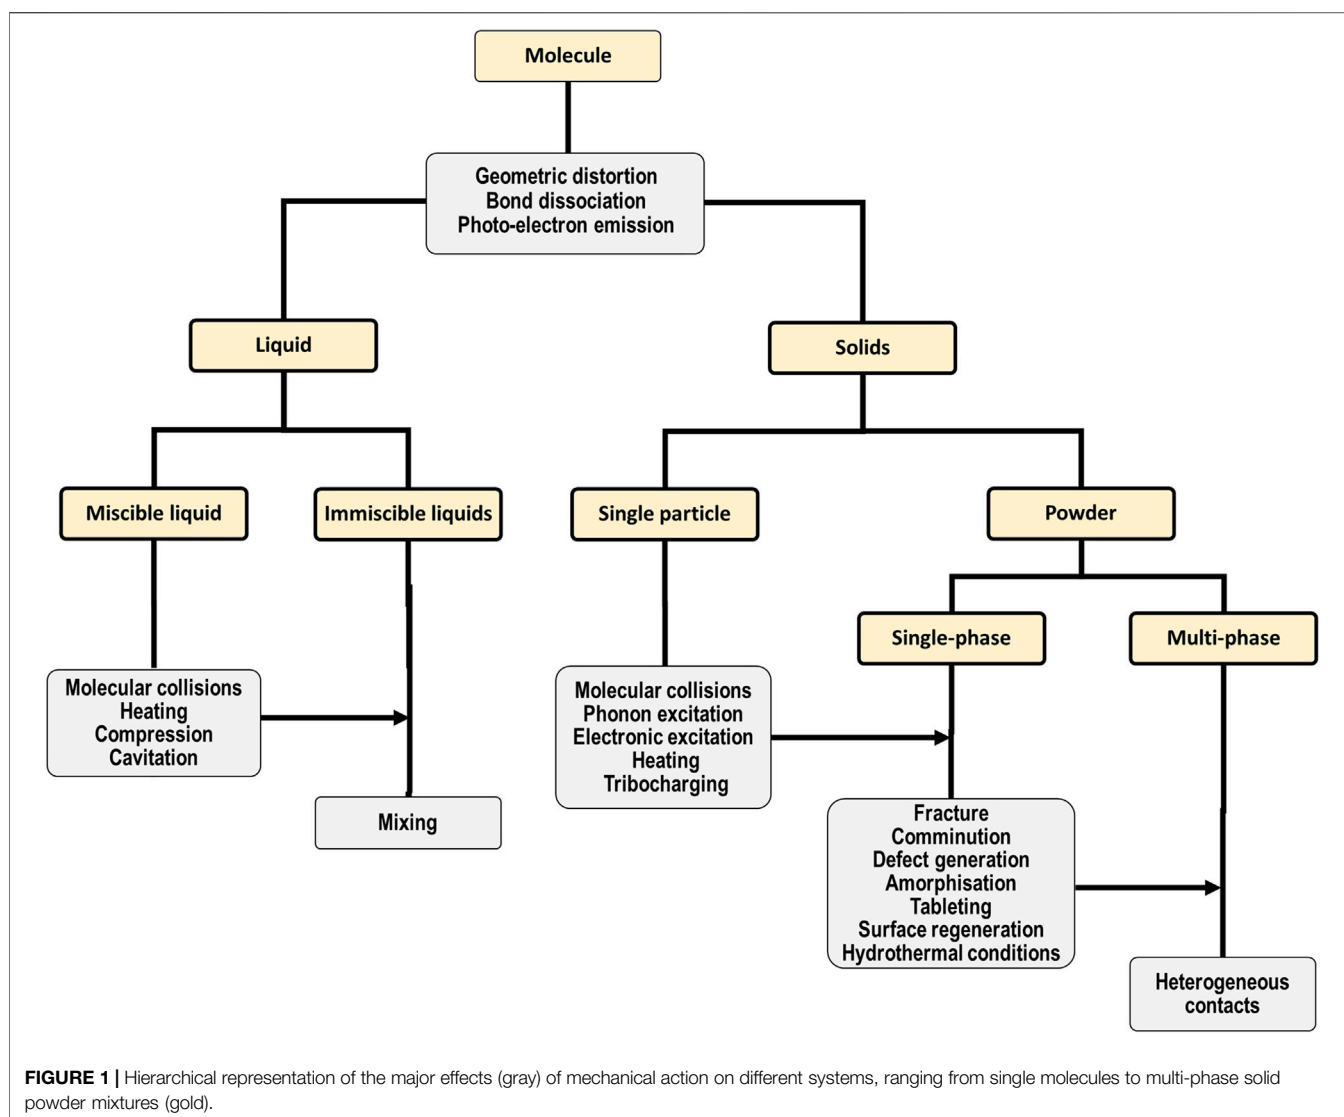 Molecule
Geometric distortion
Bond dissociation
Photo-electron emission
Liquid
Solids
Miscible liquid
Immiscible liquids
Single particle
Powder
Single-phase
Multi-phase
Molecular collisions
Heating
Compression
Cavitation
Molecular collisions
Phonon excitation
Electronic excitation
Heating
Tribocharging
Mixing
Fracture
Comminution
Defect generation
Amorphisation
Tableting
Surface regeneration
Hydrothermal conditions
Heterogeneous
contacts
FIGURE 1 | Hierarchical representation of the major effects (gray) of mechanical action on different systems, ranging from single molecules to multi-phase solid
powder mixtures (gold).